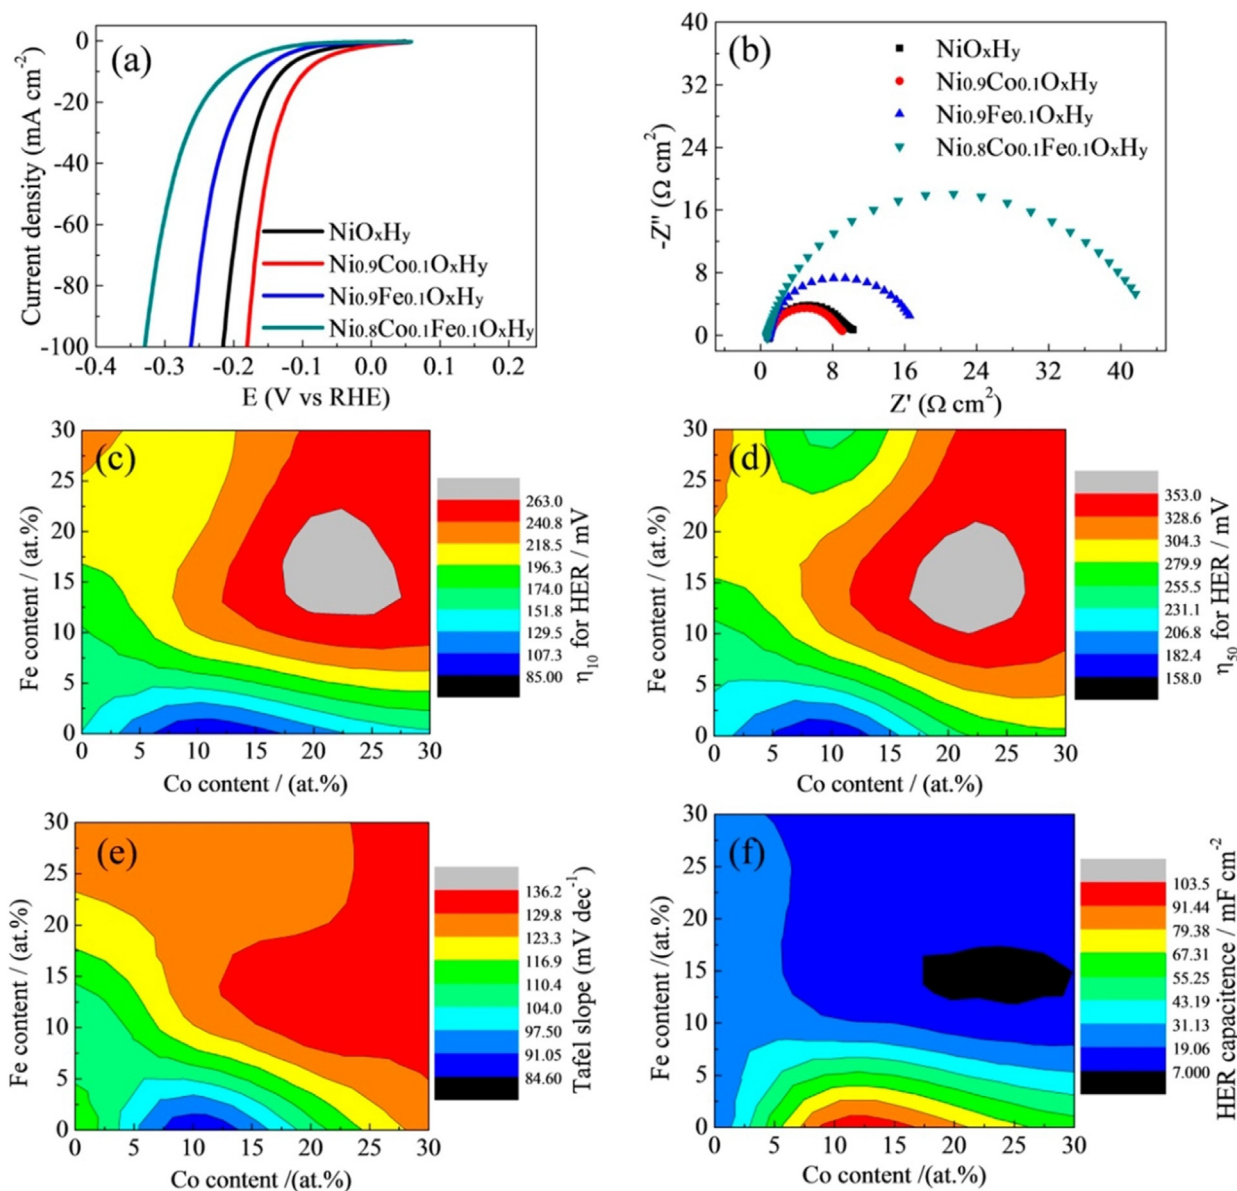 (a)
Current density (mA cm-2)
0
-20
-40
-60
-80
-100
NiOxHy
Ni0.9Co0.1OxHy
Ni0.9Fe0.1OxHy
Ni0.8Co0.1Fe0.1OxHy
-0.4 -0.3 -0.2 -0.1 0.0 0.1 0.2
E (V vs RHE)
(b)
-Z'' (Ω cm2)
40
36
32
28
24
20
16
12
8
4
0
NiOxHy
Ni0.9Co0.1OxHy
Ni0.9Fe0.1OxHy
Ni0.8Co0.1Fe0.1OxHy
0 8 16 24 32 40
Z' (Ω cm2)
(c)
Fe content / (at.%)
30
25
20
15
10
5
0
0 5 10 15 20 25 30
Co content / (at.%)
263.0
240.8
218.5
196.3
174.0
151.8
129.5
107.3
85.00
η10 for HER / mV
(d)
Fe content / (at.%)
30
25
20
15
10
5
0
0 5 10 15 20 25 30
Co content / (at.%)
353.0
328.6
304.3
279.9
255.5
231.1
206.8
182.4
158.0
η50 for HER / mV
(e)
Fe content / (at.%)
30
25
20
15
10
5
0
0 5 10 15 20 25 30
Co content /(at.%)
136.2
129.8
123.3
116.9
110.4
104.0
97.50
91.05
84.60
Tafel slope (mV dec-1)
(f)
Fe content /(at.%)
30
25
20
15
10
5
0
0 5 10 15 20 25 30
Co content /(at.%)
103.5
91.44
79.38
67.31
55.25
43.19
31.13
19.06
7.000
HER capacitence / mF cm-2